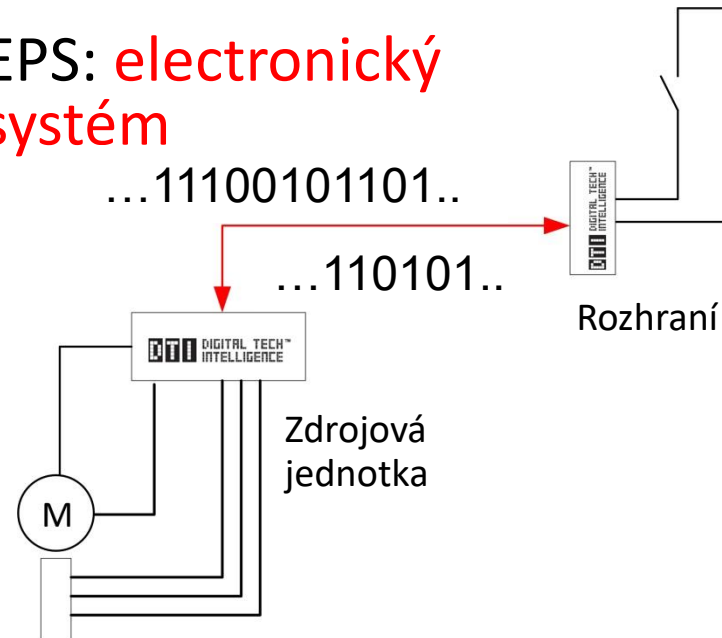 EPS: electronický
systém
...11100101101..
...110101..
DTI DIGITAL TECH™
INTELLIGENCE
Rozhraní
DTI DIGITAL TECH™
INTELLIGENCE
Zdrojová
jednotka
M